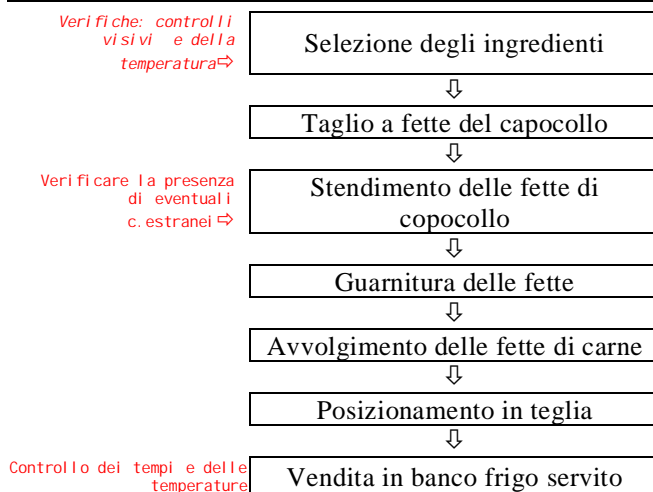 Verifiche: controlli
visivi e della
temperatura⇨
Selezione degli ingredienti
⇩
Taglio a fette del capocollo
⇩
Verificare la presenza
di eventuali
c. estranei ⇨
Stendimento delle fette di
copocollo
⇩
Guarnitura delle fette
⇩
Avvolgimento delle fette di carne
⇩
Posizionamento in teglia
⇩
Controllo dei tempi e delle
temperature
Vendita in banco frigo servito